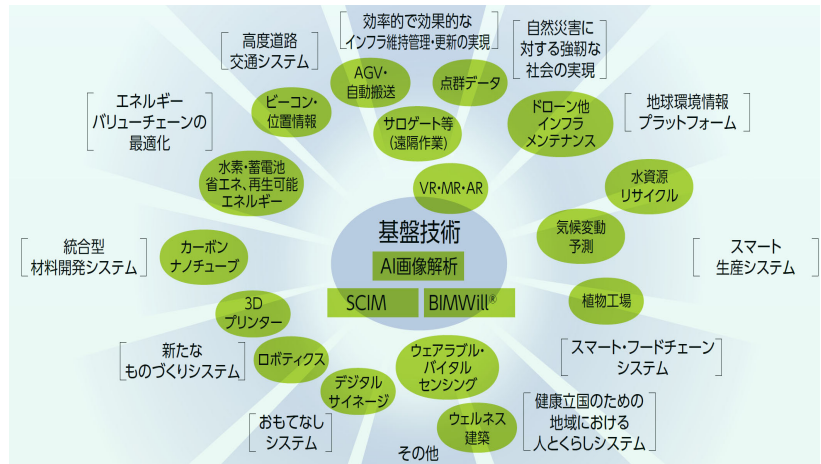 効率的で効果的な
インフラ維持管理・更新の実現
高度道路
交通システム
自然災害に
対する強靭な
社会の実現
AGV・
自動搬送
点群データ
エネルギー
バリューチェーンの
最適化
ビーコン・
位置情報
サロゲート等
(遠隔作業)
ドローン他
インフラ
メンテナンス
地球環境情報
プラットフォーム
水素・蓄電池
省エネ、再生可能
エネルギー
VR・MR・AR
水資源
リサイクル
基盤技術
AI画像解析
SCIM
BIMWill®
気候変動
予測
統合型
材料開発システム
カーボン
ナノチューブ
スマート
生産システム
3D
プリンター
植物工場
新たな
ものづくりシステム
ロボティクス
ウェアラブル・
バイタル
センシング
スマート・フードチェーン
システム
デジタル
サイネージ
おもてなし
システム
ウェルネス
建築
健康立国のための
地域における
人とくらしシステム
その他